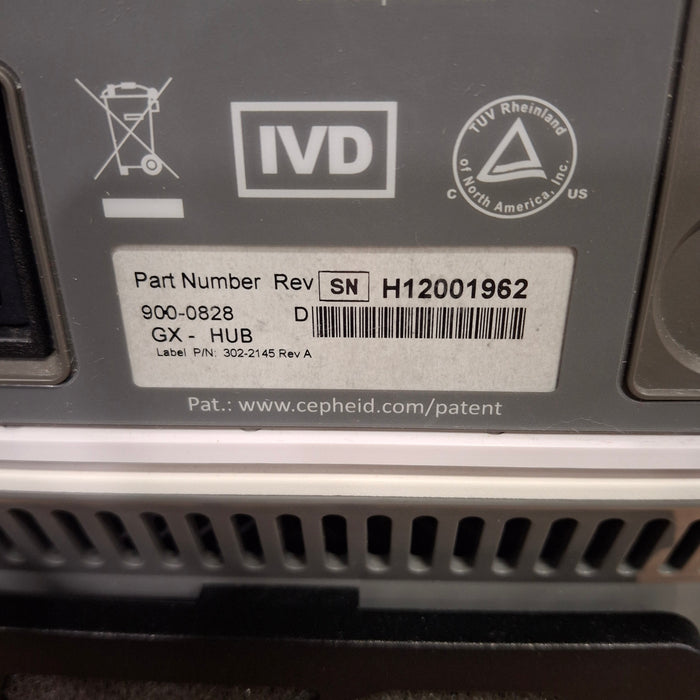 IVD
TUV Rheinland
of North America, Inc.
C US
Part Number Rev SN H12001962
900-0828 D
GX - HUB
Label P/N: 302-2145 Rev A
Pat.: www.cepheid.com/patent